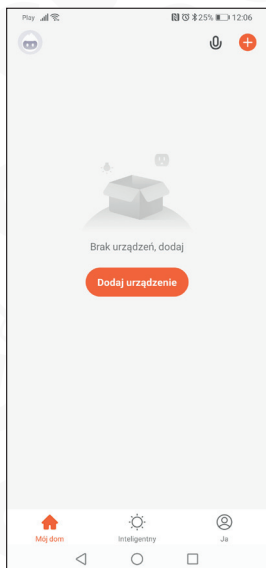 Play 25% 12:06
Brak urządzeń, dodaj
Dodaj urządzenie
Mój dom Inteligentny Ja